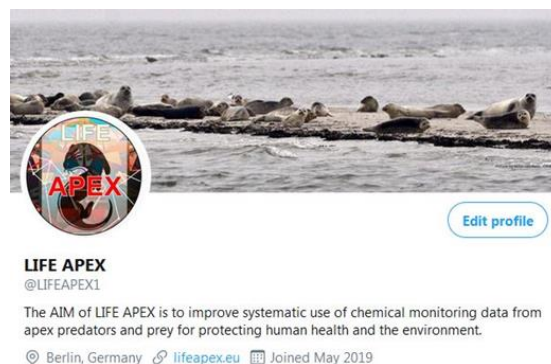 LIFE
APEX
Edit profile
LIFE APEX
@LIFEAPEX1
The AIM of LIFE APEX is to improve systematic use of chemical monitoring data from
apex predators and prey for protecting human health and the environment.
Berlin, Germany lifeapex.eu Joined May 2019